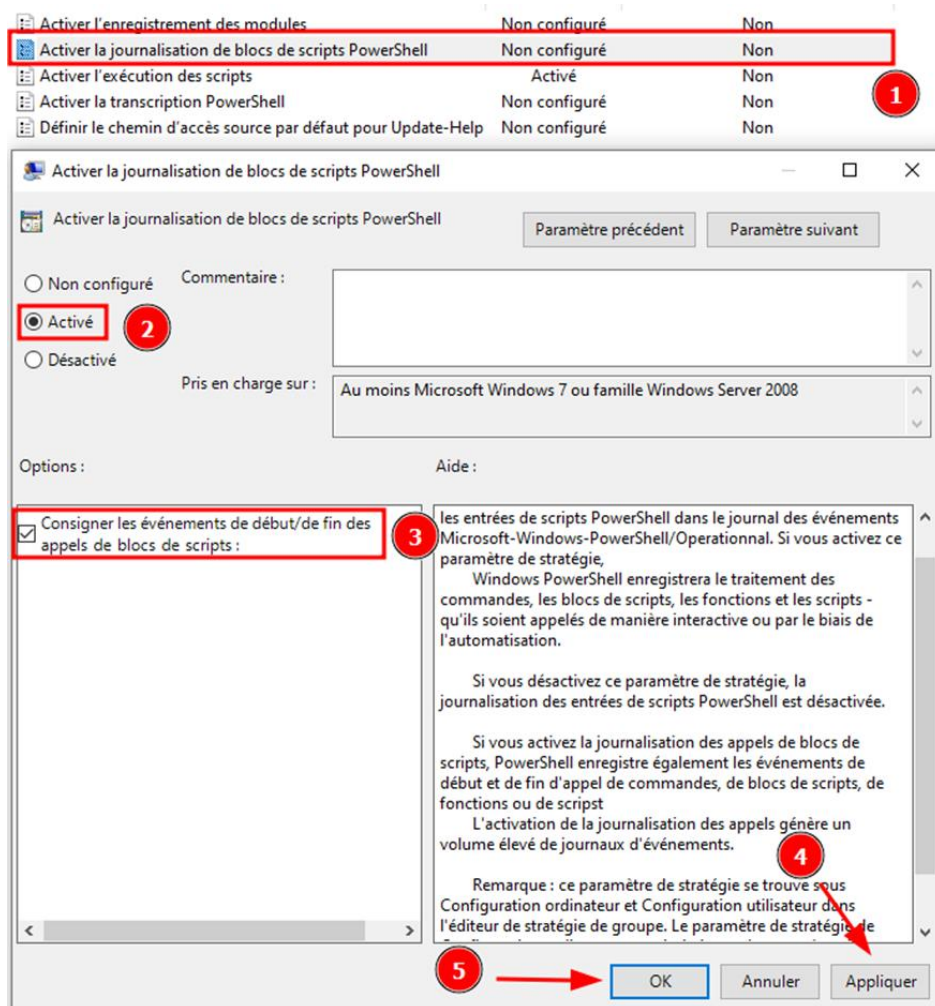 Activer l'enregistrement des modules Non configuré Non
Activer la journalisation de blocs de scripts PowerShell Non configuré Non
Activer l'exécution des scripts Activé Non
1
Activer la transcription PowerShell Non configuré Non
Définir le chemin d'accès source par défaut pour Update-Help Non configuré Non
Activer la journalisation de blocs de scripts PowerShell
Activer la journalisation de blocs de scripts PowerShell
Paramètre précédent
Paramètre suivant
Non configuré
Commentaire :
Activé
2
Désactivé
Pris en charge sur :
Au moins Microsoft Windows 7 ou famille Windows Server 2008
Options :
Aide :
Consigner les événements de début/de fin des
appels de blocs de scripts :
3
les entrées de scripts PowerShell dans le journal des événements
Microsoft-Windows-PowerShell/Operationnal. Si vous activez ce
paramètre de stratégie,
Windows PowerShell enregistrera le traitement des
commandes, les blocs de scripts, les fonctions et les scripts -
qu'ils soient appelés de manière interactive ou par le biais de
l'automatisation.
Si vous désactivez ce paramètre de stratégie, la
journalisation des entrées de scripts PowerShell est désactivée.
Si vous activez la journalisation des appels de blocs de
scripts, PowerShell enregistre également les événements de
début et de fin d'appel de commandes, de blocs de scripts, de
fonctions ou de scripst
L'activation de la journalisation des appels génère un
volume élevé de journaux d'événements.
4
Remarque : ce paramètre de stratégie se trouve sous
Configuration ordinateur et Configuration utilisateur dans
l'éditeur de stratégie de groupe. Le paramètre de stratégie de
5
OK
Annuler
Appliquer